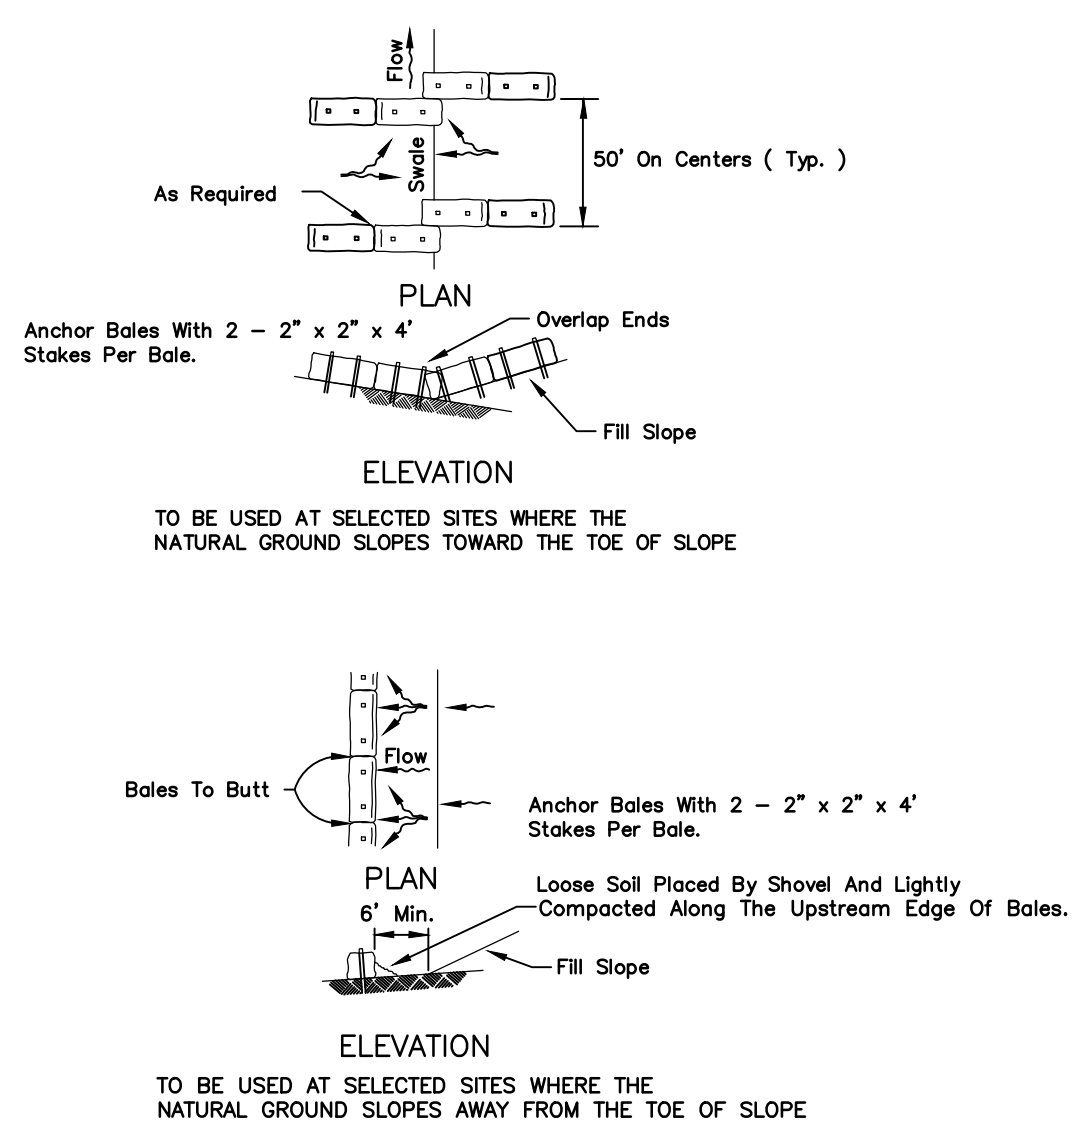 Flow
Swale
50' On Centers ( Typ. )
As Required
PLAN
Anchor Bales With 2 - 2" x 2" x 4'
Stakes Per Bale.
Overlap Ends
Fill Slope
ELEVATION
TO BE USED AT SELECTED SITES WHERE THE
NATURAL GROUND SLOPES TOWARD THE TOE OF SLOPE
Flow
Bales To Butt
Anchor Bales With 2 - 2" x 2" x 4'
Stakes Per Bale.
PLAN
Loose Soil Placed By Shovel And Lightly
Compacted Along The Upstream Edge Of Bales.
6' Min.
Fill Slope
ELEVATION
TO BE USED AT SELECTED SITES WHERE THE
NATURAL GROUND SLOPES AWAY FROM THE TOE OF SLOPE